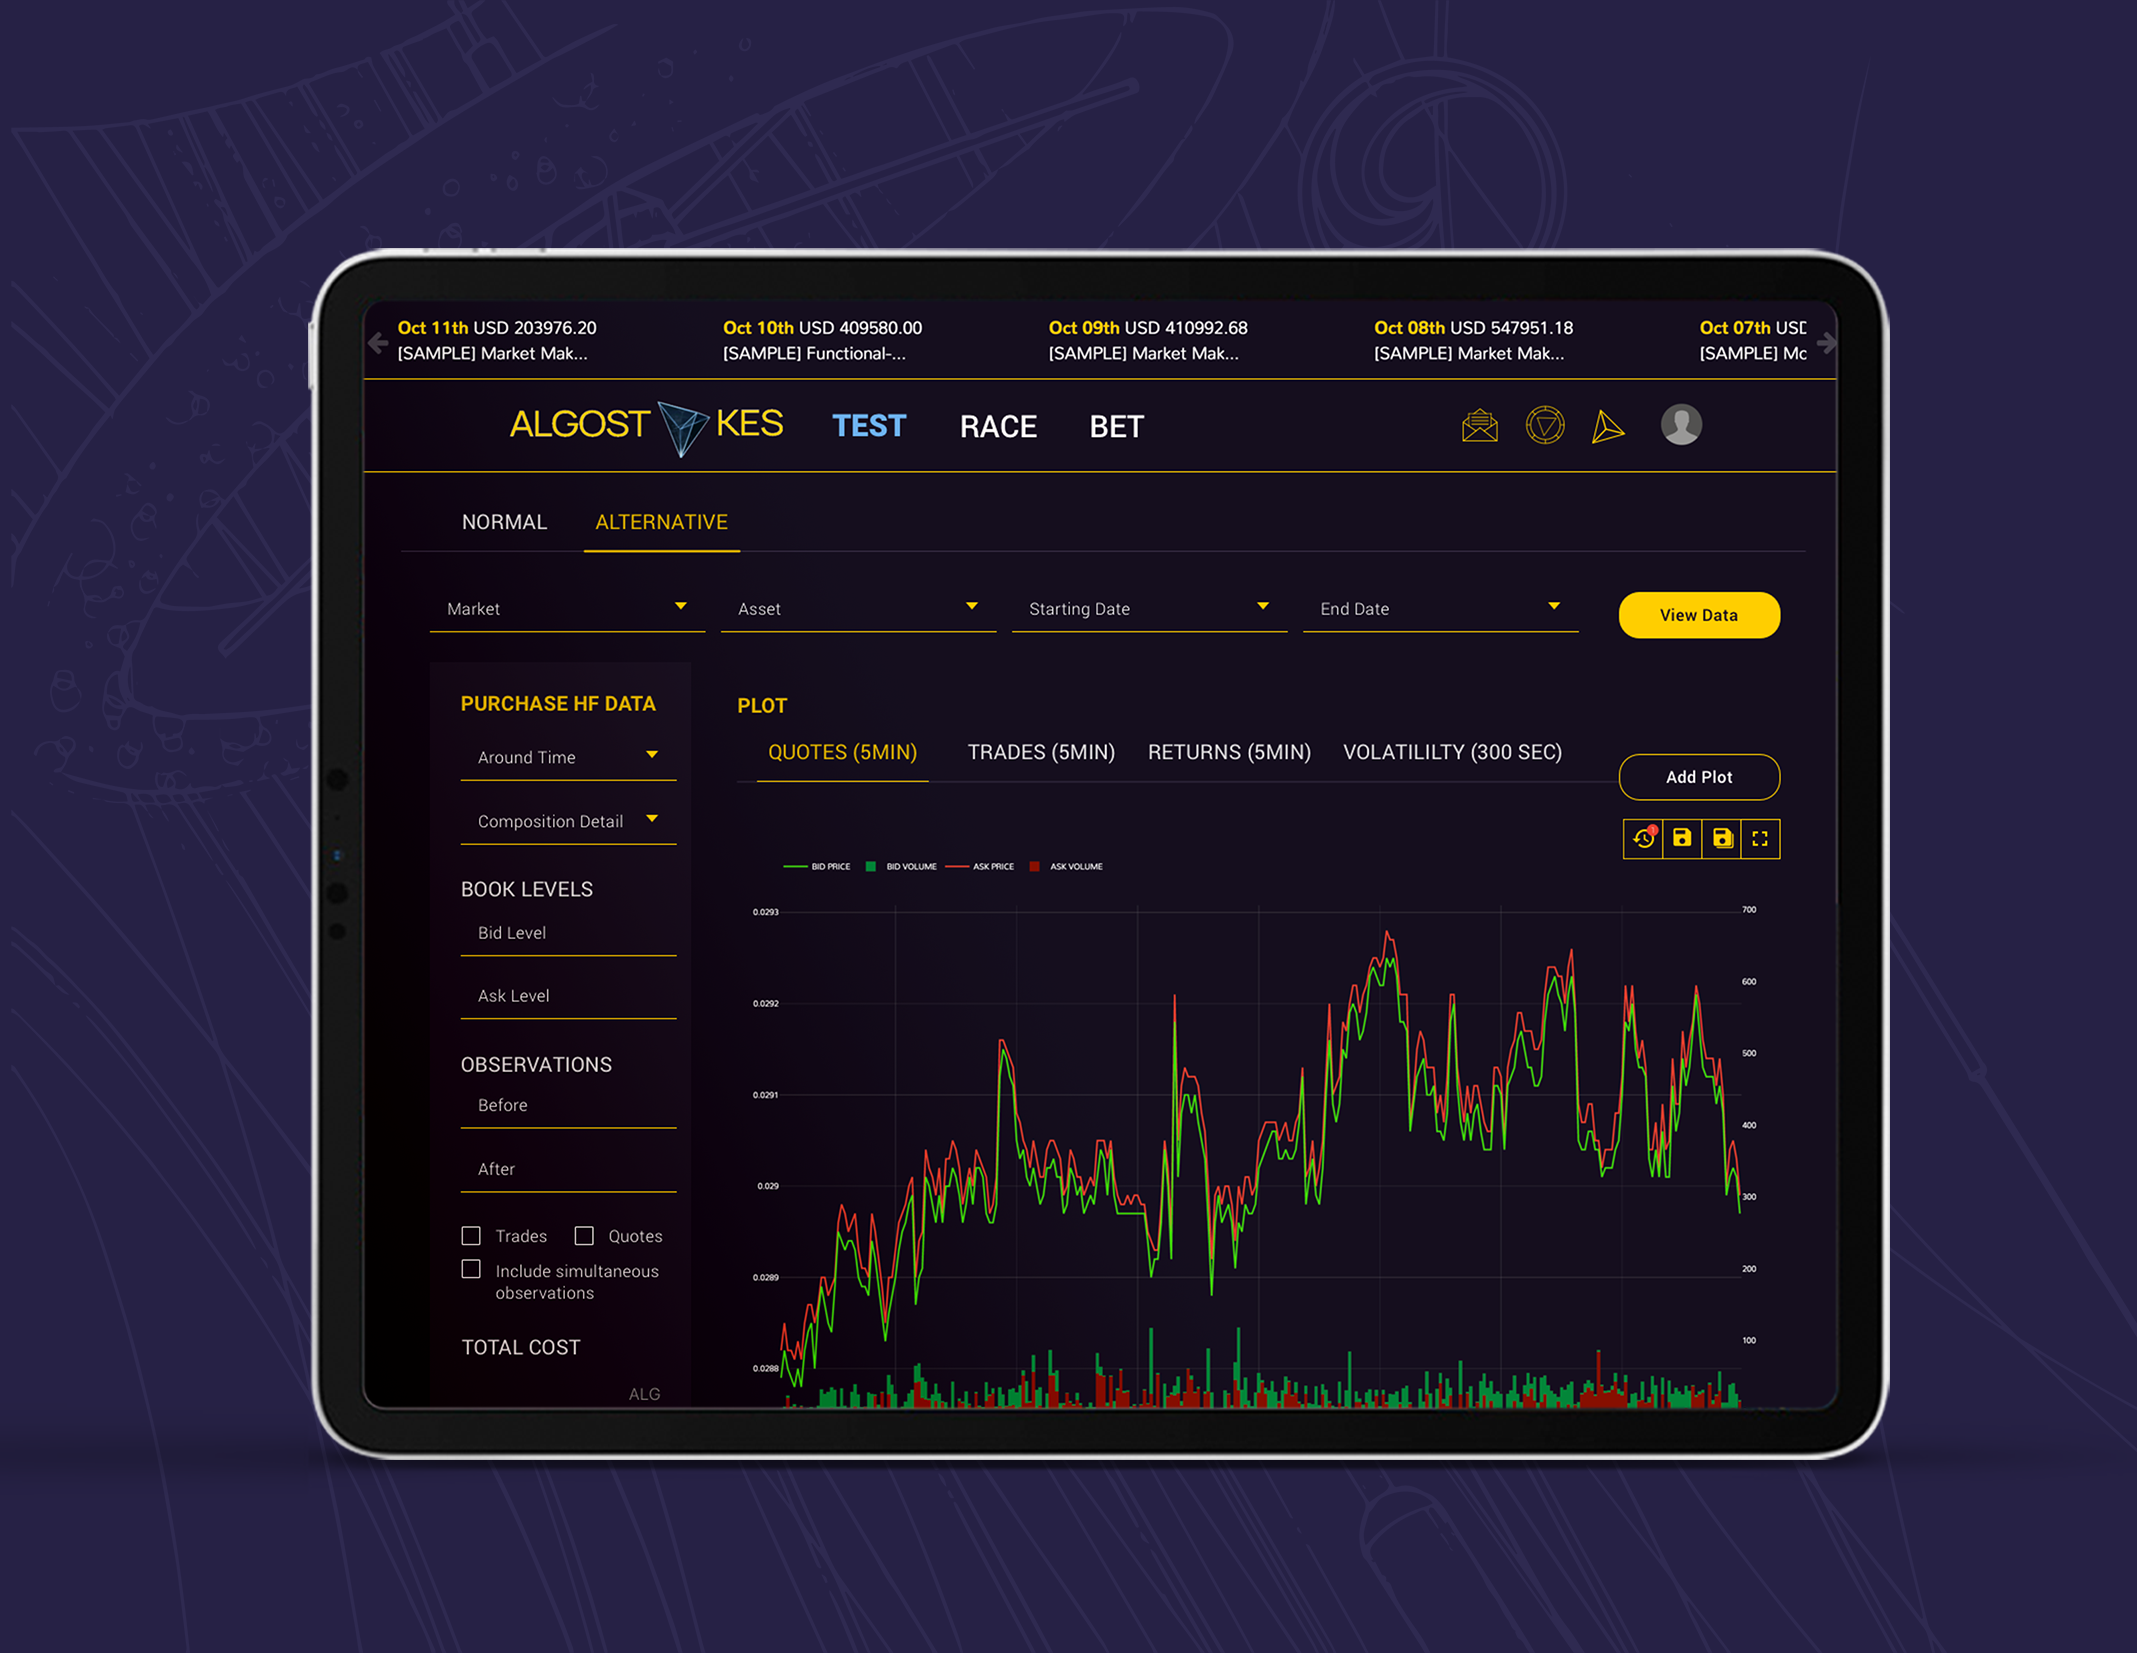 Oct 11th USD 203976.20
[SAMPLE] Market Mak...
Oct 10th USD 409580.00
[SAMPLE] Functional-...
Oct 09th USD 410992.68
[SAMPLE] Market Mak...
Oct 08th USD 547951.18
[SAMPLE] Market Mak...
Oct 07th USD
[SAMPLE] Mo
ALGOSTAKES TEST RACE BET
NORMAL ALTERNATIVE
Market Asset Starting Date End Date View Data
PURCHASE HF DATA
Around Time
Composition Detail
BOOK LEVELS
Bid Level
Ask Level
OBSERVATIONS
Before
After
Trades Quotes
Include simultaneous
observations
TOTAL COST
ALG
PLOT
QUOTES (5MIN) TRADES (5MIN) RETURNS (5MIN) VOLATILILTY (300 SEC)
Add Plot
BID PRICE BID VOLUME ASK PRICE ASK VOLUME
0.0293
0.0292
0.0291
0.029
0.0289
0.0288
700
600
500
400
300
200
100